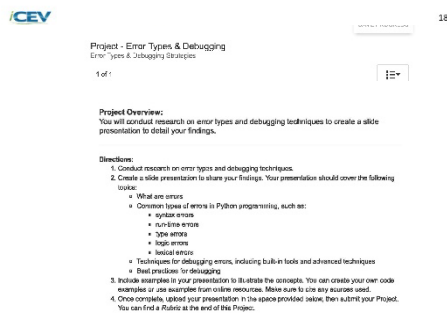 iCEV
18
Project - Error Types & Debugging
Error Types & Debugging Strategies
1 of 1
Project Overview:
You will conduct research on error types and debugging techniques to create a slide
presentation to detail your findings.
Directions:
1. Conduct research on error types and debugging techniques.
2. Create a slide presentation to share your findings. Your presentation should cover the following
topics:
What are errors
Common types of errors in Python programming, such as:
syntax errors
run-time errors
type errors
logic errors
lexical errors
Techniques for debugging errors, including built-in tools and advanced techniques
Best practices for debugging
3. Include examples in your presentation to illustrate the concepts. You can create your own code
examples or use examples from online resources. Make sure to cite any sources used.
4. Once complete, upload your presentation in the space provided below, then submit your Project.
You can find a Rubric at the end of this Project.